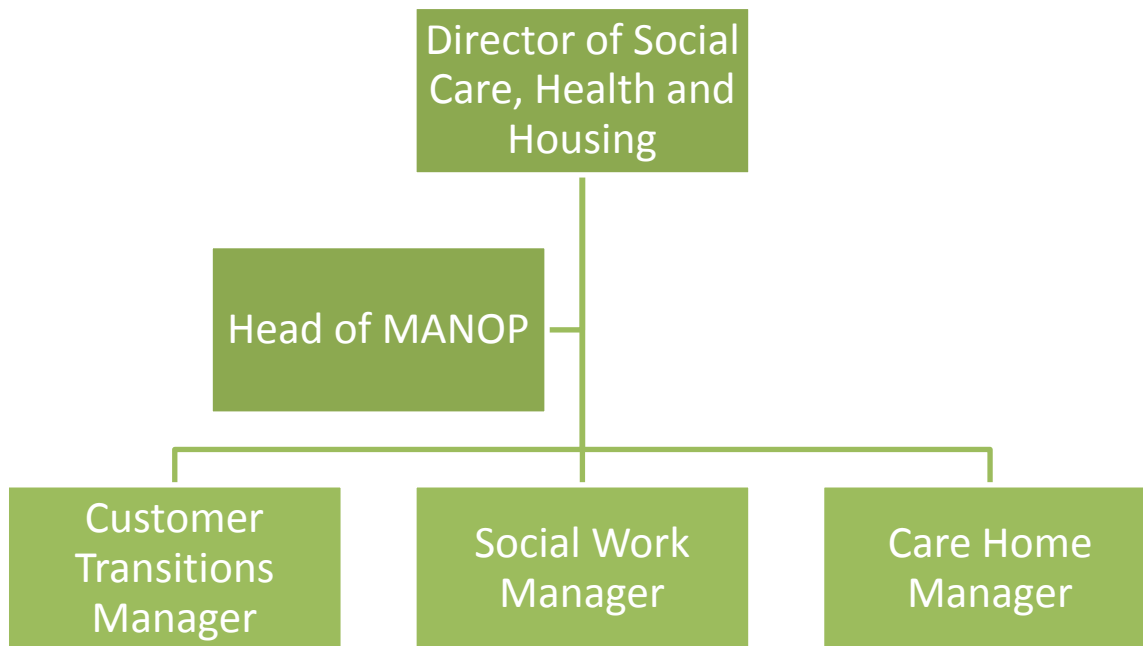 Director of Social
Care, Health and
Housing
Head of MANOP
Customer
Transitions
Manager
Social Work
Manager
Care Home
Manager